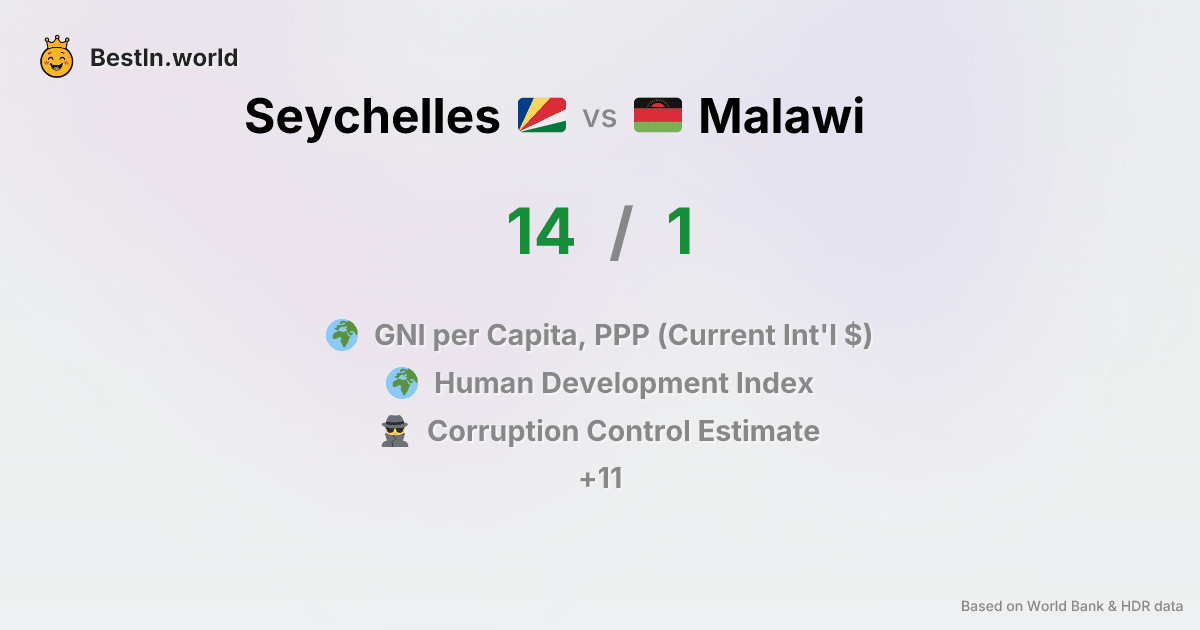 BestIn.world
Seychelles vs Malawi
14 / 1
GNI per Capita, PPP (Current Int'l $)
Human Development Index
Corruption Control Estimate
+11
Based on World Bank & HDR data